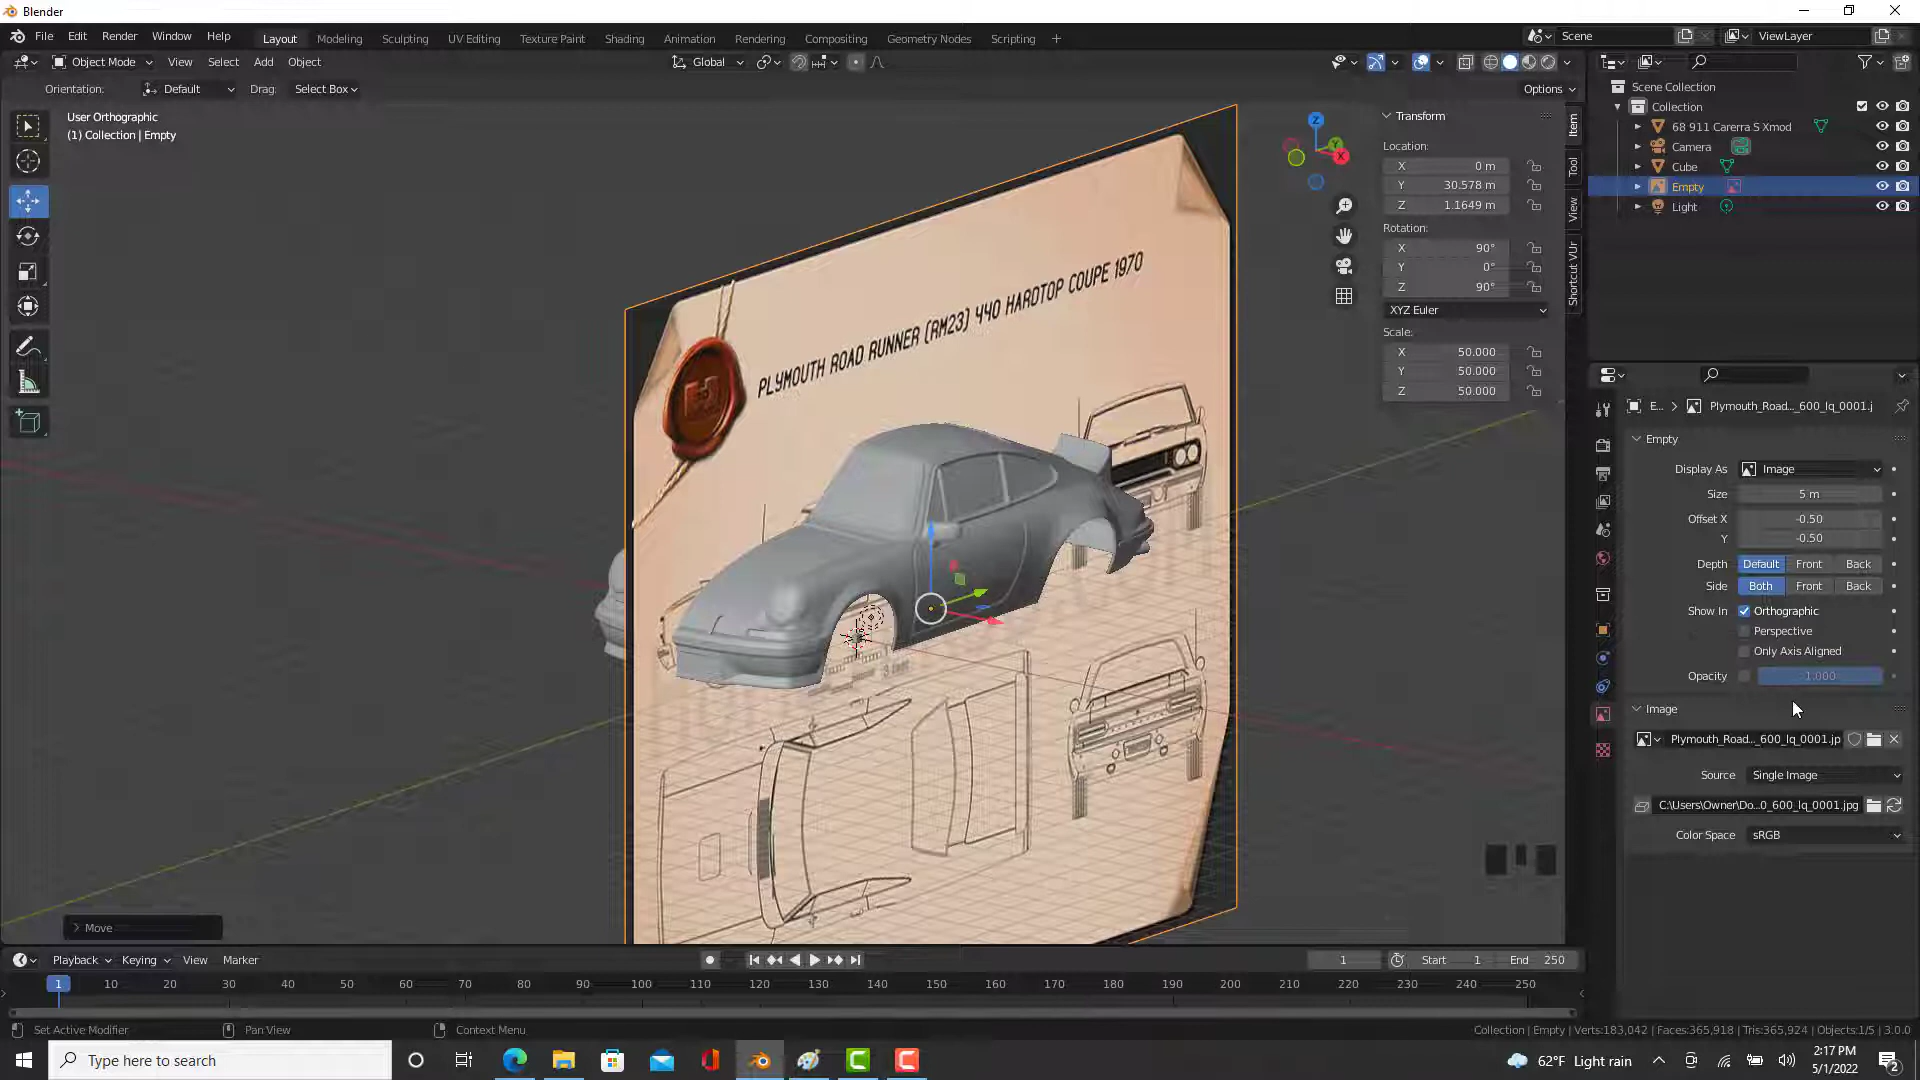 Blender
File Edit Render Window Help
Layout Modeling Sculpting UV Editing Texture Paint Shading Animation Rendering Compositing Geometry Nodes Scripting +
Scene
ViewLayer
Object Mode View Select Add Object
Global
Orientation: Default Drag: Select Box
Options
User Orthographic
(1) Collection | Empty
Transform
Location:
X 0 m
Y 30.578 m
Z 1.1649 m
Rotation:
X 90°
Y 0°
Z 90°
XYZ Euler
Scale:
X 50.000
Y 50.000
Z 50.000
Item
Tool
View
Shortcut VUr
Z
Y
X
PLYMOUTH ROAD RUNNER (RM23) 440 HARDTOP COUPE 1970
Scene Collection
Collection
68 911 Carerra S Xmod
Camera
Cube
Empty
Light
E... > Plymouth_Road..._600_lq_0001.j
Empty
Display As Image
Size 5 m
Offset X -0.50
Y -0.50
Depth Default Front Back
Side Both Front Back
Show In Orthographic
Perspective
Only Axis Aligned
Opacity 1.000
Image
Plymouth_Road..._600_lq_0001.jp
Source Single Image
C:\Users\Owner\Do...0_600_lq_0001.jpg
Color Space sRGB
Move
Playback Keying View Marker
1 Start 1 End 250
1 10 20 30 40 50 60 70 80 90 100 110 120 130 140 150 160 170 180 190 200 210 220 230 240 250
Set Active Modifier Pan View Context Menu
Collection | Empty | Verts:183,042 | Faces:365,918 | Tris:365,924 | Objects:1/5 | 3.0.0
Type here to search
62°F Light rain
2:17 PM
5/1/2022
2